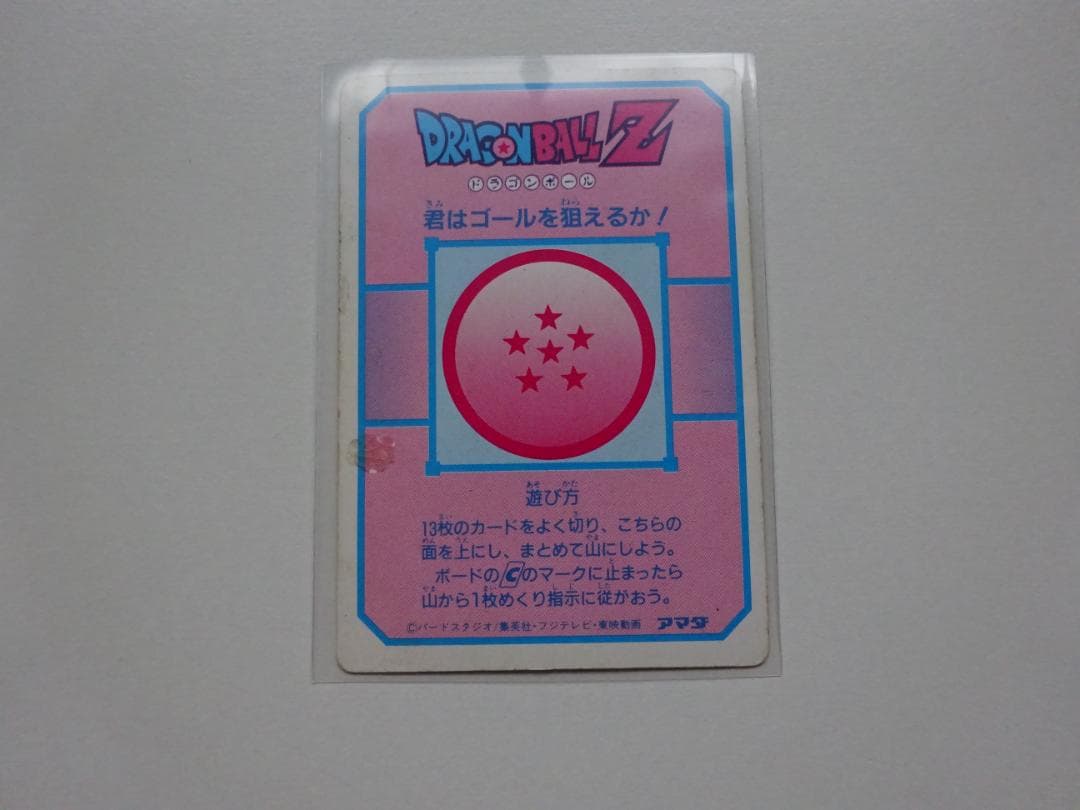 DRAGONBALL Z
ドラゴンボール
君はゴールを狙えるか!
遊び方
13枚のカードをよく切り、こちらの
面を上にし、まとめて山にしよう。
ボードのCのマークに止まったら
山から1枚めくり指示に従がおう。
©バードスタジオ/集英社・フジテレビ・東映動画 アマダ